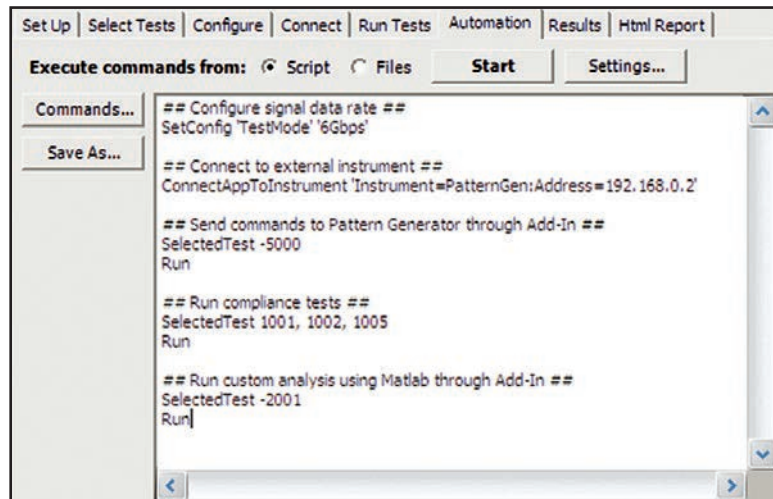 Set Up | Select Tests | Configure | Connect | Run Tests | Automation | Results | Html Report
Execute commands from: Script Files Start Settings...
Commands...
Save As...
## Configure signal data rate ##
SetConfig 'TestMode' '6Gbps'
## Connect to external instrument ##
ConnectAppToInstrument 'Instrument=PatternGen:Address=192.168.0.2'
## Send commands to Pattern Generator through Add-In ##
SelectedTest -5000
Run
## Run compliance tests ##
SelectedTest 1001, 1002, 1005
Run
## Run custom analysis using Matlab through Add-In ##
SelectedTest -2001
Run